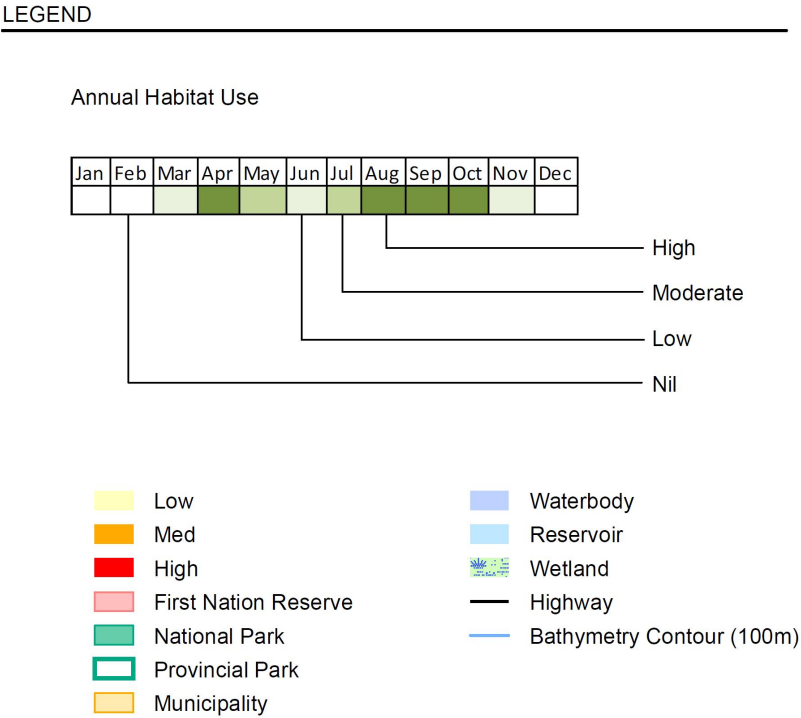 LEGEND
Annual Habitat Use
Jan Feb Mar Apr May Jun Jul Aug Sep Oct Nov Dec
High
Moderate
Low
Nil
Low
Med
High
First Nation Reserve
National Park
Provincial Park
Municipality
Waterbody
Reservoir
Wetland
Highway
Bathymetry Contour (100m)